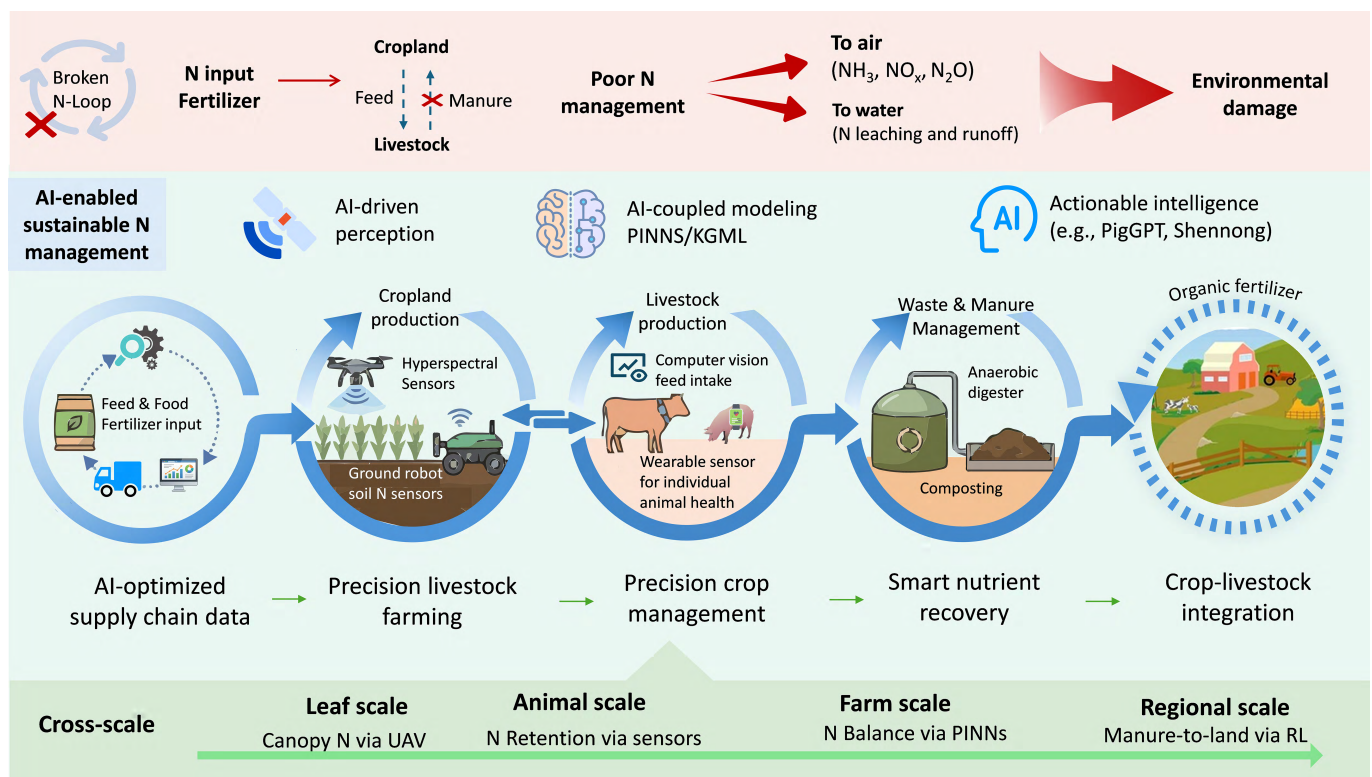 Broken
N-Loop
N input
Fertilizer
Cropland
Feed
Manure
Livestock
Poor N
management
To air
(NH₃, NOₓ, N₂O)
To water
(N leaching and runoff)
Environmental
damage
AI-enabled
sustainable N
management
AI-driven
perception
AI-coupled modeling
PINNS/KGML
AI
Actionable intelligence
(e.g., PigGPT, Shennong)
Feed & Food
Fertilizer input
Cropland
production
Hyperspectral
Sensors
Ground robot
soil N sensors
Livestock
production
Computer vision
feed intake
Wearable sensor
for individual
animal health
Waste & Manure
Management
Anaerobic
digester
Composting
Organic fertilizer
AI-optimized
supply chain data
Precision livestock
farming
Precision crop
management
Smart nutrient
recovery
Crop-livestock
integration
Cross-scale
Leaf scale
Canopy N via UAV
Animal scale
N Retention via sensors
Farm scale
N Balance via PINNs
Regional scale
Manure-to-land via RL